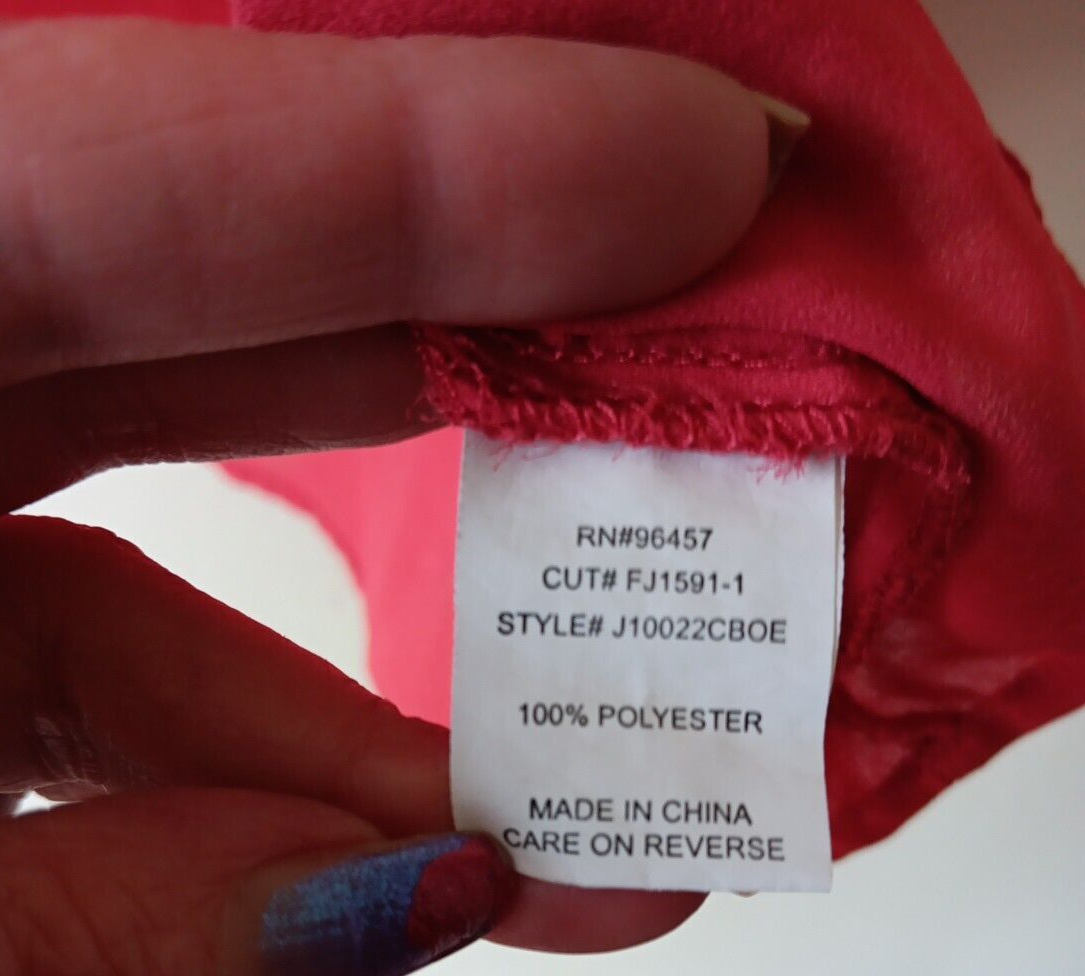 RN#96457
CUT# FJ1591-1
STYLE# J10022CBOE
100% POLYESTER
MADE IN CHINA
CARE ON REVERSE